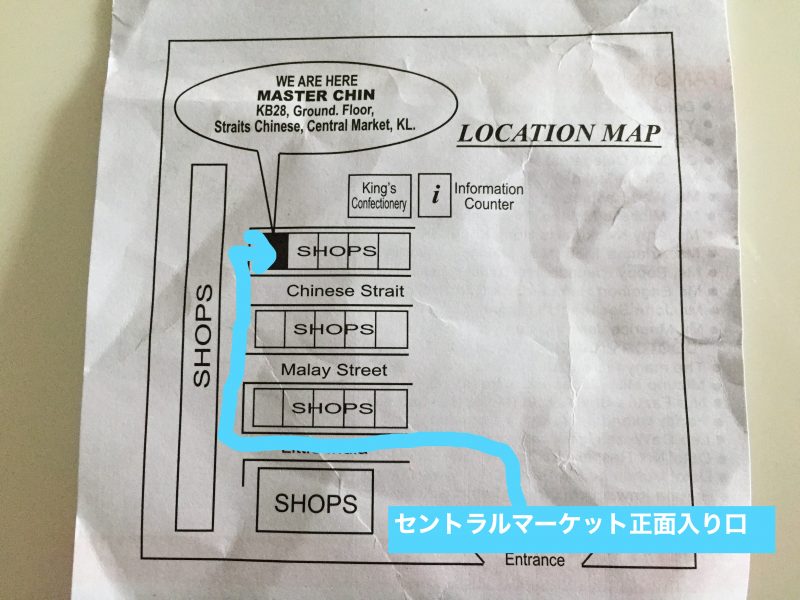 WE ARE HERE
MASTER CHIN
KB28, Ground. Floor,
Straits Chinese, Central Market, KL.
LOCATION MAP
King's
Confectionery
i
Information
Counter
SHOPS
SHOPS
Chinese Strait
SHOPS
Malay Street
SHOPS
SHOPS
セントラルマーケット正面入り口
Entrance